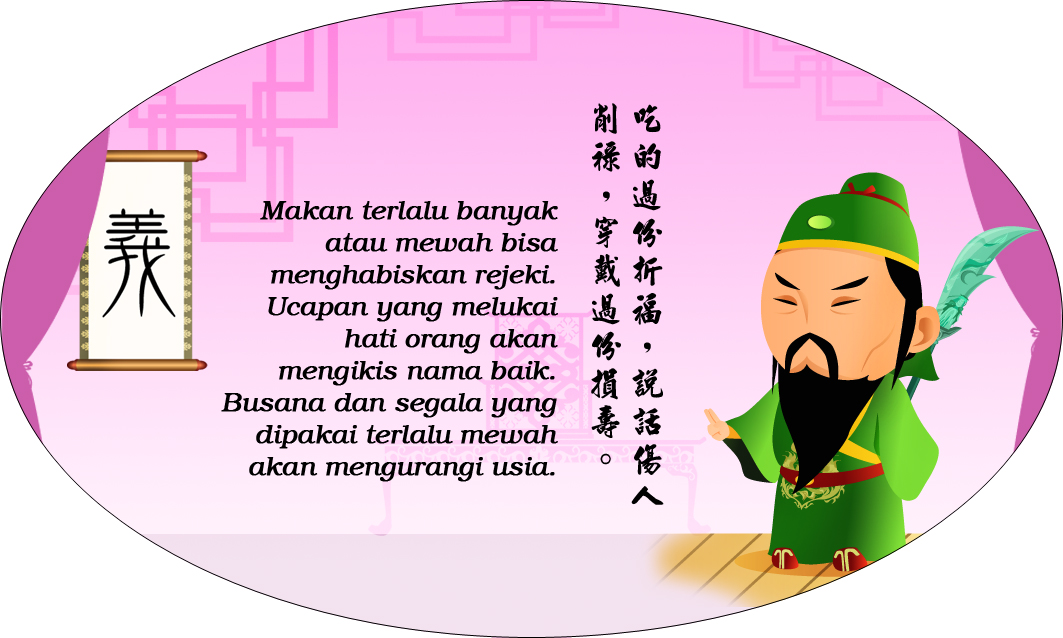 義
Makan terlalu banyak
atau mewah bisa
menghabiskan rejeki.
Ucapan yang melukai
hati orang akan
mengikis nama baik.
Busana dan segala yang
dipakai terlalu mewah
akan mengurangi usia.
吃的過份折福，說話傷人
削祿，穿戴過份損壽。